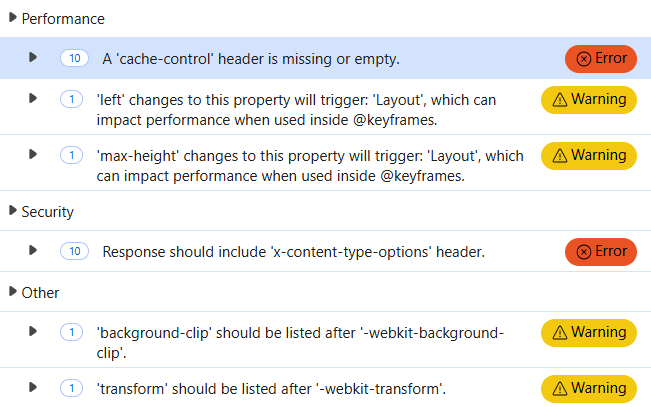 Performance
10 A 'cache-control' header is missing or empty. Error
1 'left' changes to this property will trigger: 'Layout', which can Warning
impact performance when used inside @keyframes.
1 'max-height' changes to this property will trigger: 'Layout', which Warning
can impact performance when used inside @keyframes.
Security
10 Response should include 'x-content-type-options' header. Error
Other
1 'background-clip' should be listed after '-webkit-background- Warning
clip'.
1 'transform' should be listed after '-webkit-transform'. Warning